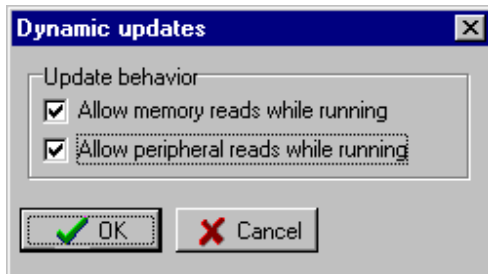 Dynamic updates
Update behavior
Allow memory reads while running
Allow peripheral reads while running
OK
Cancel